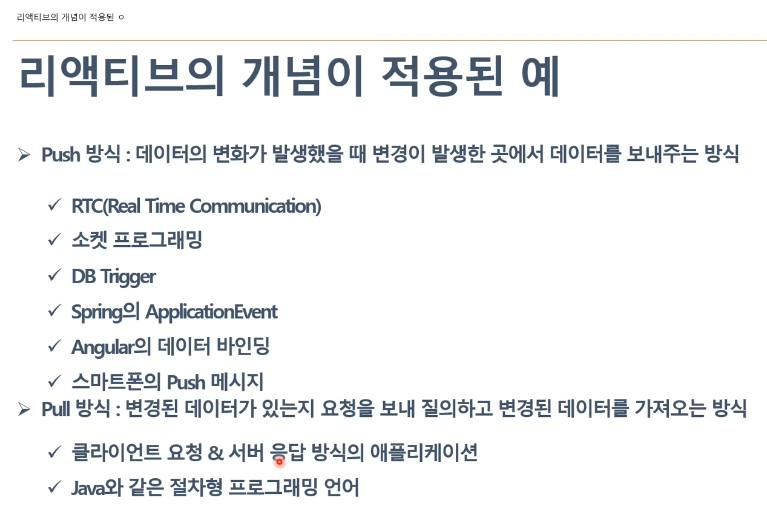 리액티브의 개념이 적용된 ㅇ
리액티브의 개념이 적용된 예
➢ Push 방식 : 데이터의 변화가 발생했을 때 변경이 발생한 곳에서 데이터를 보내주는 방식
✓ RTC(Real Time Communication)
✓ 소켓 프로그래밍
✓ DB Trigger
✓ Spring의 ApplicationEvent
✓ Angular의 데이터 바인딩
✓ 스마트폰의 Push 메시지
➢ Pull 방식 : 변경된 데이터가 있는지 요청을 보내 질의하고 변경된 데이터를 가져오는 방식
✓ 클라이언트 요청 & 서버 응답 방식의 애플리케이션
✓ Java와 같은 절차형 프로그래밍 언어